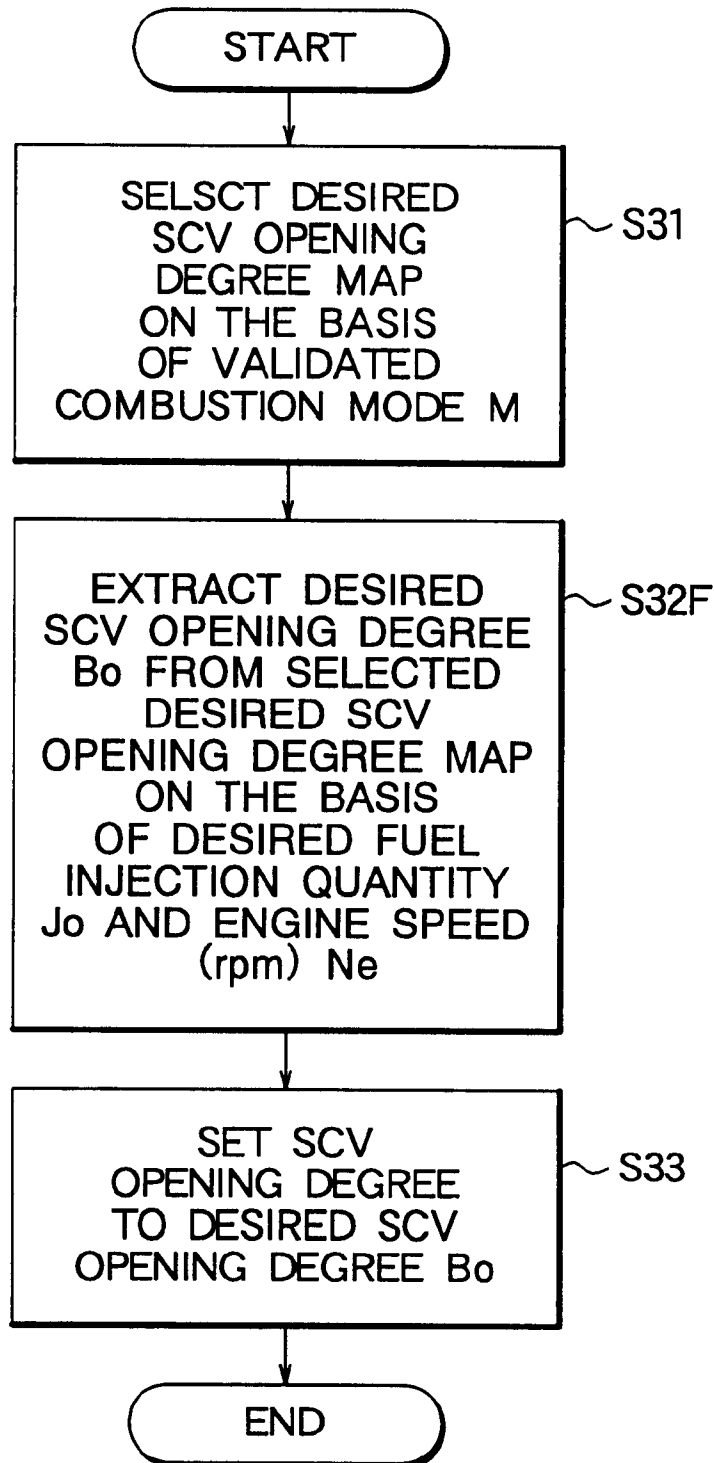 START
SELSCT DESIRED
SCV OPENING
DEGREE MAP
ON THE BASIS
OF VALIDATED
COMBUSTION MODE M
S31
EXTRACT DESIRED
SCV OPENING DEGREE
Bo FROM SELECTED
DESIRED SCV
OPENING DEGREE MAP
ON THE BASIS
OF DESIRED FUEL
INJECTION QUANTITY
Jo AND ENGINE SPEED
(rpm) Ne
S32F
SET SCV
OPENING DEGREE
TO DESIRED SCV
OPENING DEGREE Bo
S33
END